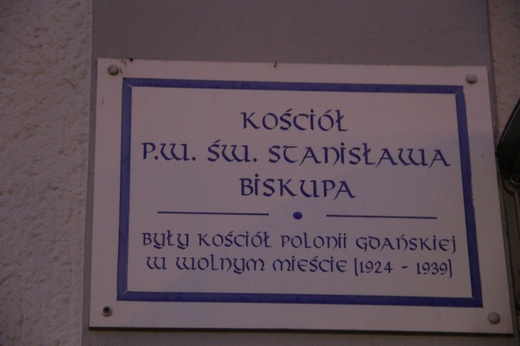 KOŚCIÓŁ
P.W. ŚW. STANISŁAWA
BISKUPA
BYŁY KOŚCIÓŁ POLONII GDAŃSKIEJ
W WOLNYM MIEŚCIE (1924 - 1939)